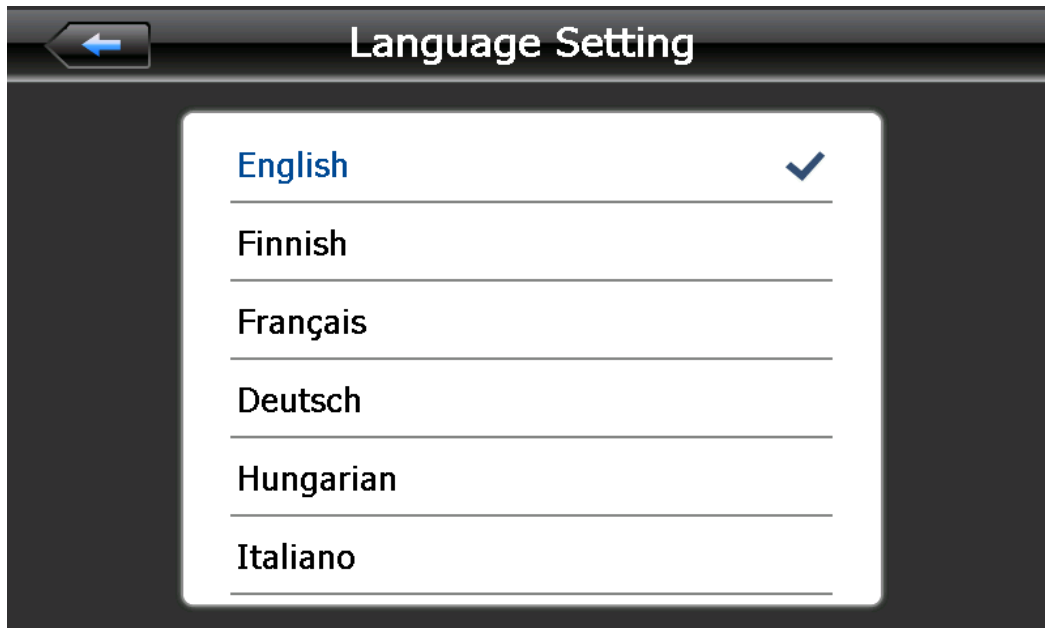 Language Setting
English
Finnish
Français
Deutsch
Hungarian
Italiano